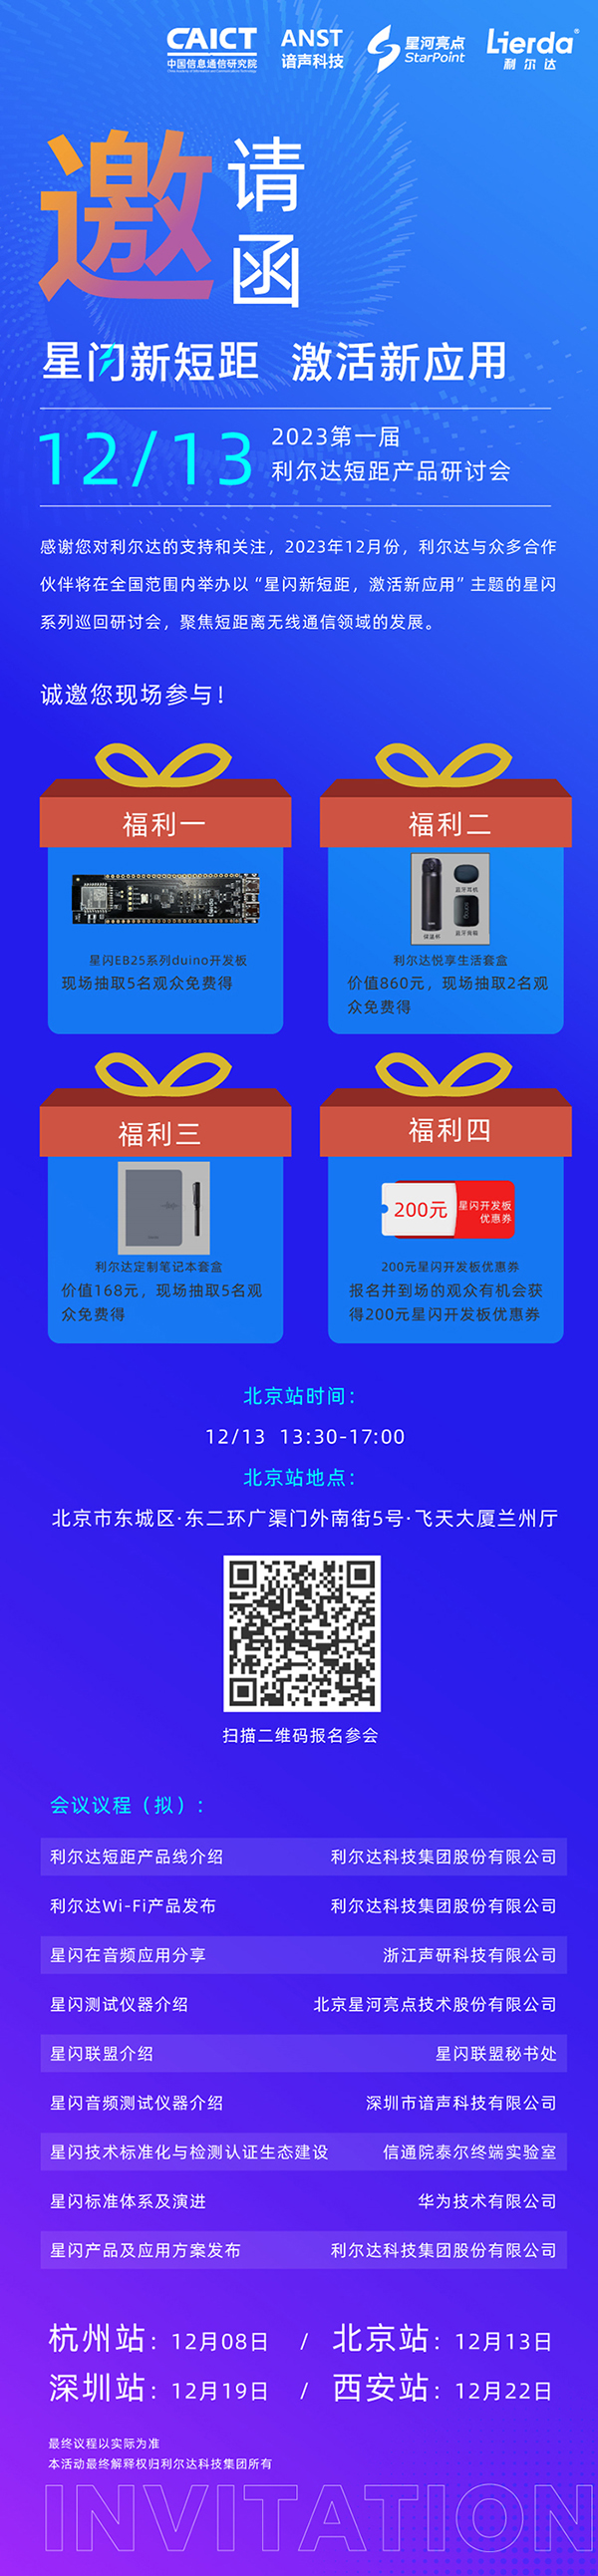 CAICT
中国信息通信研究院
China Academy of Information and Communications Technology
ANST
谙声科技
星河亮点
StarPoint
Lierda®
利尔达
邀请函
星闪新短距 激活新应用
12/13
2023第一届
利尔达短距产品研讨会
感谢您对利尔达的支持和关注，2023年12月份，利尔达与众多合作
伙伴将在全国范围内举办以“星闪新短距，激活新应用”主题的星闪
系列巡回研讨会，聚焦短距离无线通信领域的发展。
诚邀您现场参与！
福利一
Lierda
星闪EB25系列duino开发板
现场抽取5名观众免费得
福利二
蓝牙耳机
保温杯
蓝牙音箱
利尔达悦享生活套盒
价值860元，现场抽取2名观
众免费得
福利三
利尔达定制笔记本套盒
价值168元，现场抽取5名观
众免费得
福利四
200元
星闪开发板
优惠券
200元星闪开发板优惠券
报名并到场的观众有机会获
得200元星闪开发板优惠券
北京站时间：
12/13 13:30-17:00
北京站地点：
北京市东城区·东二环广渠门外南街5号·飞天大厦兰州厅
扫描二维码报名参会
会议议程（拟）：
利尔达短距产品线介绍 利尔达科技集团股份有限公司
利尔达Wi-Fi产品发布 利尔达科技集团股份有限公司
星闪在音频应用分享 浙江声研科技有限公司
星闪测试仪器介绍 北京星河亮点技术股份有限公司
星闪联盟介绍 星闪联盟秘书处
星闪音频测试仪器介绍 深圳市谙声科技有限公司
星闪技术标准化与检测认证生态建设 信通院泰尔终端实验室
星闪标准体系及演进 华为技术有限公司
星闪产品及应用方案发布 利尔达科技集团股份有限公司
杭州站：12月08日 / 北京站：12月13日
深圳站：12月19日 / 西安站：12月22日
最终议程以实际为准
本活动最终解释权归利尔达科技集团所有
INVITATION